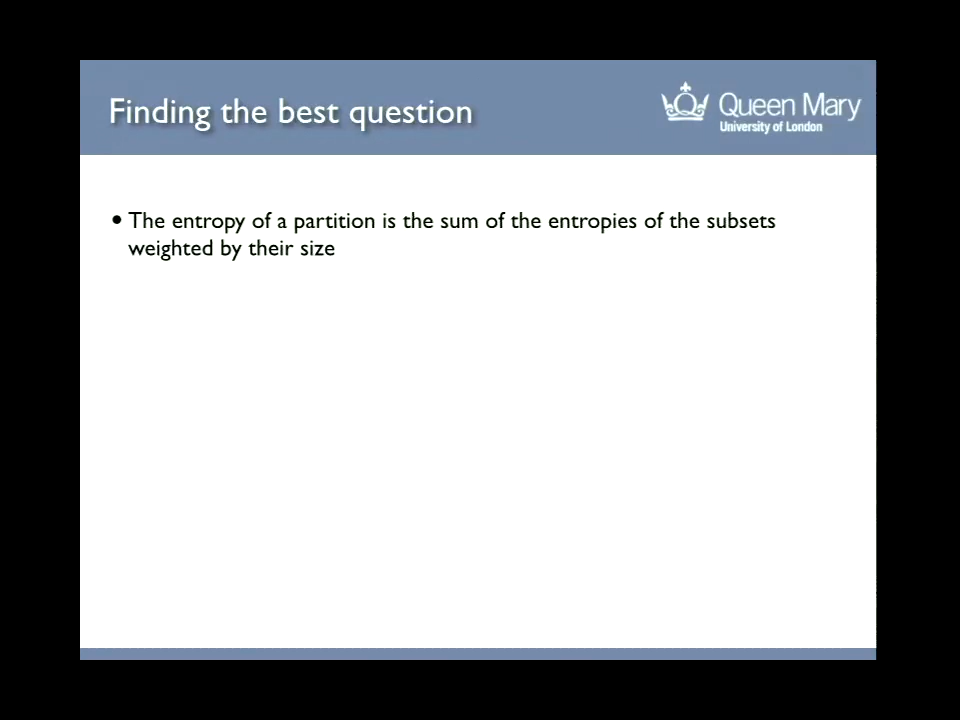 Finding the best question
Queen Mary
University of London
• The entropy of a partition is the sum of the entropies of the subsets
weighted by their size